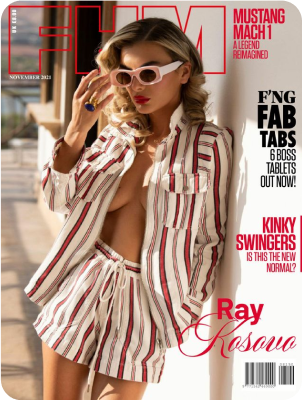 FHM
NOVEMBER 2021
MUSTANG
MACH 1
A LEGEND
REIMAGINED
F'NG
FAB
TABS
6 BOSS
TABLETS
OUT NOW!
KINKY
SWINGERS
IS THIS THE NEW
NORMAL?
Ray
Kosovo